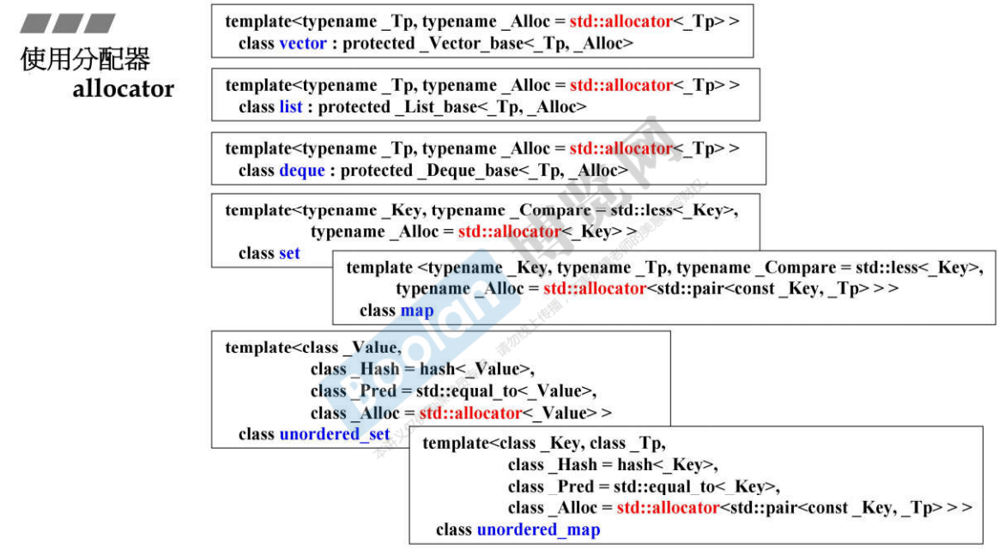 使用分配器
allocator
template<typename _Tp, typename _Alloc = std::allocator<_Tp> >
class vector : protected _Vector_base<_Tp, _Alloc>
template<typename _Tp, typename _Alloc = std::allocator<_Tp> >
class list : protected _List_base<_Tp, _Alloc>
template<typename _Tp, typename _Alloc = std::allocator<_Tp> >
class deque : protected _Deque_base<_Tp, _Alloc>
template<typename _Key, typename _Compare = std::less<_Key>,
typename _Alloc = std::allocator<_Key> >
class set
template <typename _Key, typename _Tp, typename _Compare = std::less<_Key>,
typename _Alloc = std::allocator<std::pair<const _Key, _Tp> > >
class map
template<class _Value,
class _Hash = hash<_Value>,
class _Pred = std::equal_to<_Value>,
class _Alloc = std::allocator<_Value> >
class unordered_set
template<class _Key, class _Tp,
class _Hash = hash<_Key>,
class _Pred = std::equal_to<_Key>,
class _Alloc = std::allocator<std::pair<const _Key, _Tp> > >
class unordered_map
Boolan 博览网